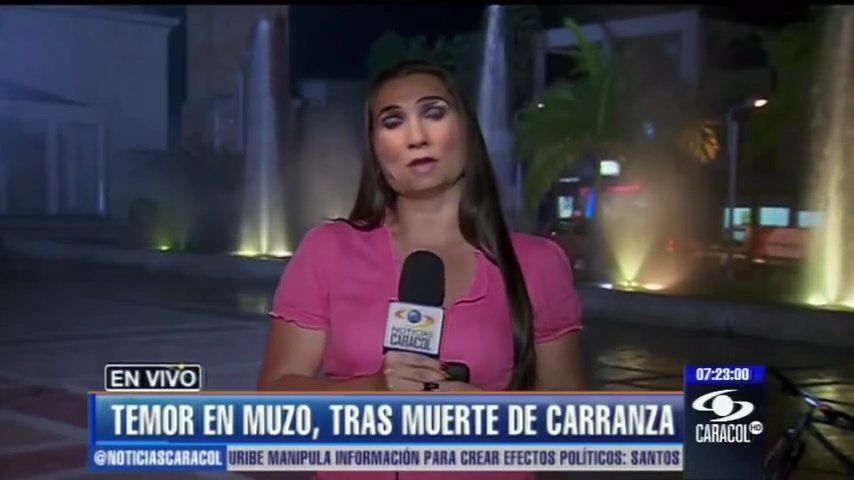 NOTICIAS
CARACOL
EN VIVO
07:23:00
TEMOR EN MUZO, TRAS MUERTE DE CARRANZA
CARACOL HD
@NOTICIASCARACOL URIBE MANIPULA INFORMACIÓN PARA CREAR EFECTOS POLÍTICOS: SANTOS